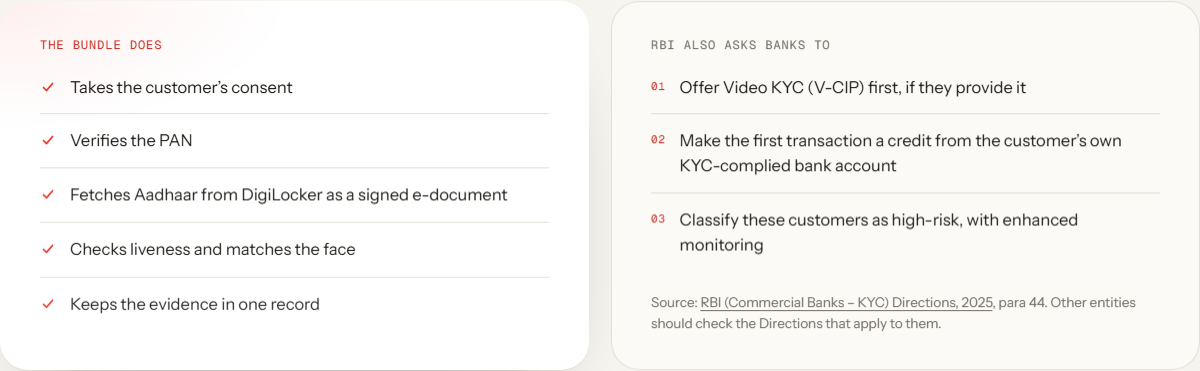 THE BUNDLE DOES
Takes the customer’s consent
Verifies the PAN
Fetches Aadhaar from DigiLocker as a signed e-document
Checks liveness and matches the face
Keeps the evidence in one record
RBI ALSO ASKS BANKS TO
01 Offer Video KYC (V-CIP) first, if they provide it
02 Make the first transaction a credit from the customer’s own
KYC-complied bank account
03 Classify these customers as high-risk, with enhanced
monitoring
Source: RBI (Commercial Banks – KYC) Directions, 2025, para 44. Other entities
should check the Directions that apply to them.